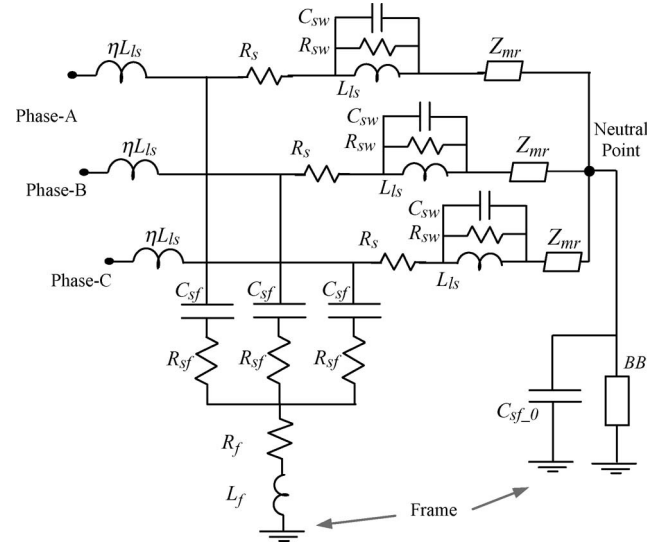 C_sw
ηL_ls
R_s
R_sw
Z_mr
L_ls
Phase-A
C_sw
ηL_ls
R_s
R_sw
Z_mr
Neutral
Point
L_ls
Phase-B
C_sw
ηL_ls
R_s
R_sw
Z_mr
L_ls
Phase-C
C_sf
C_sf
C_sf
R_sf
R_sf
R_sf
BB
C_sf_0
R_f
L_f
Frame